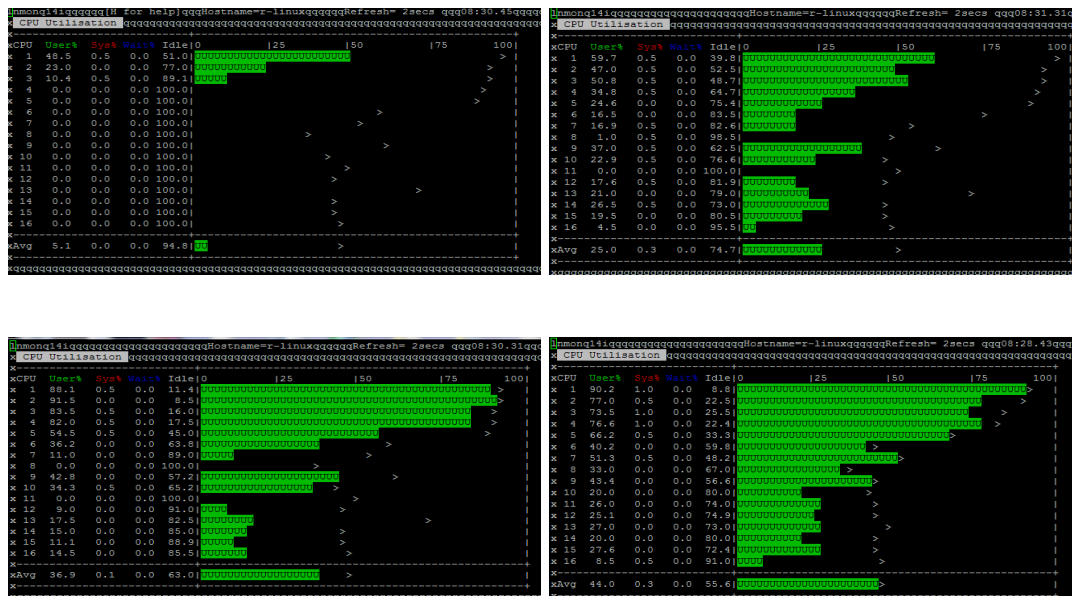 nmonq14iqqqqqq[H for help]qqqHostname=r-linuxqqqqqqRefresh= 2secs qqq08:30.45
CPU Utilisation
CPU User% Sys% Wait% Idle|0 |25 |50 |75 100|
1 48.5 0.5 0.0 51.0| >
2 23.0 0.0 0.0 77.0| >
3 10.4 0.5 0.0 89.1| >
4 0.0 0.0 0.0 100.0| >
5 0.0 0.0 0.0 100.0| >
6 0.0 0.0 0.0 100.0| >
7 0.0 0.0 0.0 100.0| >
8 0.0 0.0 0.0 100.0| >
9 0.0 0.0 0.0 100.0| >
10 0.0 0.0 0.0 100.0| >
11 0.0 0.0 0.0 100.0| >
12 0.0 0.0 0.0 100.0| >
13 0.0 0.0 0.0 100.0| >
14 0.0 0.0 0.0 100.0| >
15 0.0 0.0 0.0 100.0| >
16 0.0 0.0 0.0 100.0| >
Avg 5.1 0.0 0.0 94.8|UU >
nmonq14i Hostname=r-linuxqqqqqqRefresh= 2secs qqq08:31.31
CPU Utilisation
CPU User% Sys% Wait% Idle|0 |25 |50 |75 100|
1 59.7 0.5 0.0 39.8| >
2 47.0 0.5 0.0 52.5| >
3 50.8 0.5 0.0 48.7| >
4 34.8 0.5 0.0 64.7| >
5 24.6 0.0 0.0 75.4| >
6 16.5 0.0 0.0 83.5| >
7 16.9 0.5 0.0 82.6| >
8 1.0 0.5 0.0 98.5| >
9 37.0 0.5 0.0 62.5| >
10 22.9 0.5 0.0 76.6| >
11 0.0 0.0 0.0 100.0| >
12 17.6 0.5 0.0 81.9| >
13 21.0 0.0 0.0 79.0| >
14 26.5 0.5 0.0 73.0| >
15 19.5 0.0 0.0 80.5| >
16 4.5 0.0 0.0 95.5|UU >
Avg 25.0 0.3 0.0 74.7| >
nmonq14i Hostname=r-linuxqqqqqqRefresh= 2secs qqq08:30.31
CPU Utilisation
CPU User% Sys% Wait% Idle|0 |25 |50 |75 100|
1 88.1 0.5 0.0 11.4| >
2 91.5 0.0 0.0 8.5| >
3 83.5 0.5 0.0 16.0| >
4 82.0 0.5 0.0 17.5| >
5 54.5 0.5 0.0 45.0| >
6 36.2 0.0 0.0 63.8| >
7 11.0 0.0 0.0 89.0| >
8 0.0 0.0 0.0 100.0| >
9 42.8 0.0 0.0 57.2| >
10 34.3 0.5 0.0 65.2| >
11 0.0 0.0 0.0 100.0| >
12 9.0 0.0 0.0 91.0| >
13 17.5 0.0 0.0 82.5| >
14 15.0 0.0 0.0 85.0| >
15 11.1 0.0 0.0 88.9| >
16 14.5 0.0 0.0 85.5| >
Avg 36.9 0.1 0.0 63.0| >
nmonq14i Hostname=r-linuxqqqqqqRefresh= 2secs qqq08:28.43
CPU Utilisation
CPU User% Sys% Wait% Idle|0 |25 |50 |75 100|
1 90.2 1.0 0.0 8.8| >
2 77.0 0.5 0.0 22.5| >
3 73.5 1.0 0.0 25.5| >
4 76.6 1.0 0.0 22.4| >
5 66.2 0.5 0.0 33.3| >
6 40.2 0.0 0.0 59.8| >
7 51.3 0.5 0.0 48.2| >
8 33.0 0.0 0.0 67.0| >
9 43.4 0.0 0.0 56.6| >
10 20.0 0.0 0.0 80.0| >
11 26.0 0.0 0.0 74.0| >
12 25.1 0.0 0.0 74.9| >
13 27.0 0.0 0.0 73.0| >
14 20.0 0.0 0.0 80.0| >
15 27.6 0.0 0.0 72.4| >
16 8.5 0.5 0.0 91.0| >
Avg 44.0 0.3 0.0 55.6| >